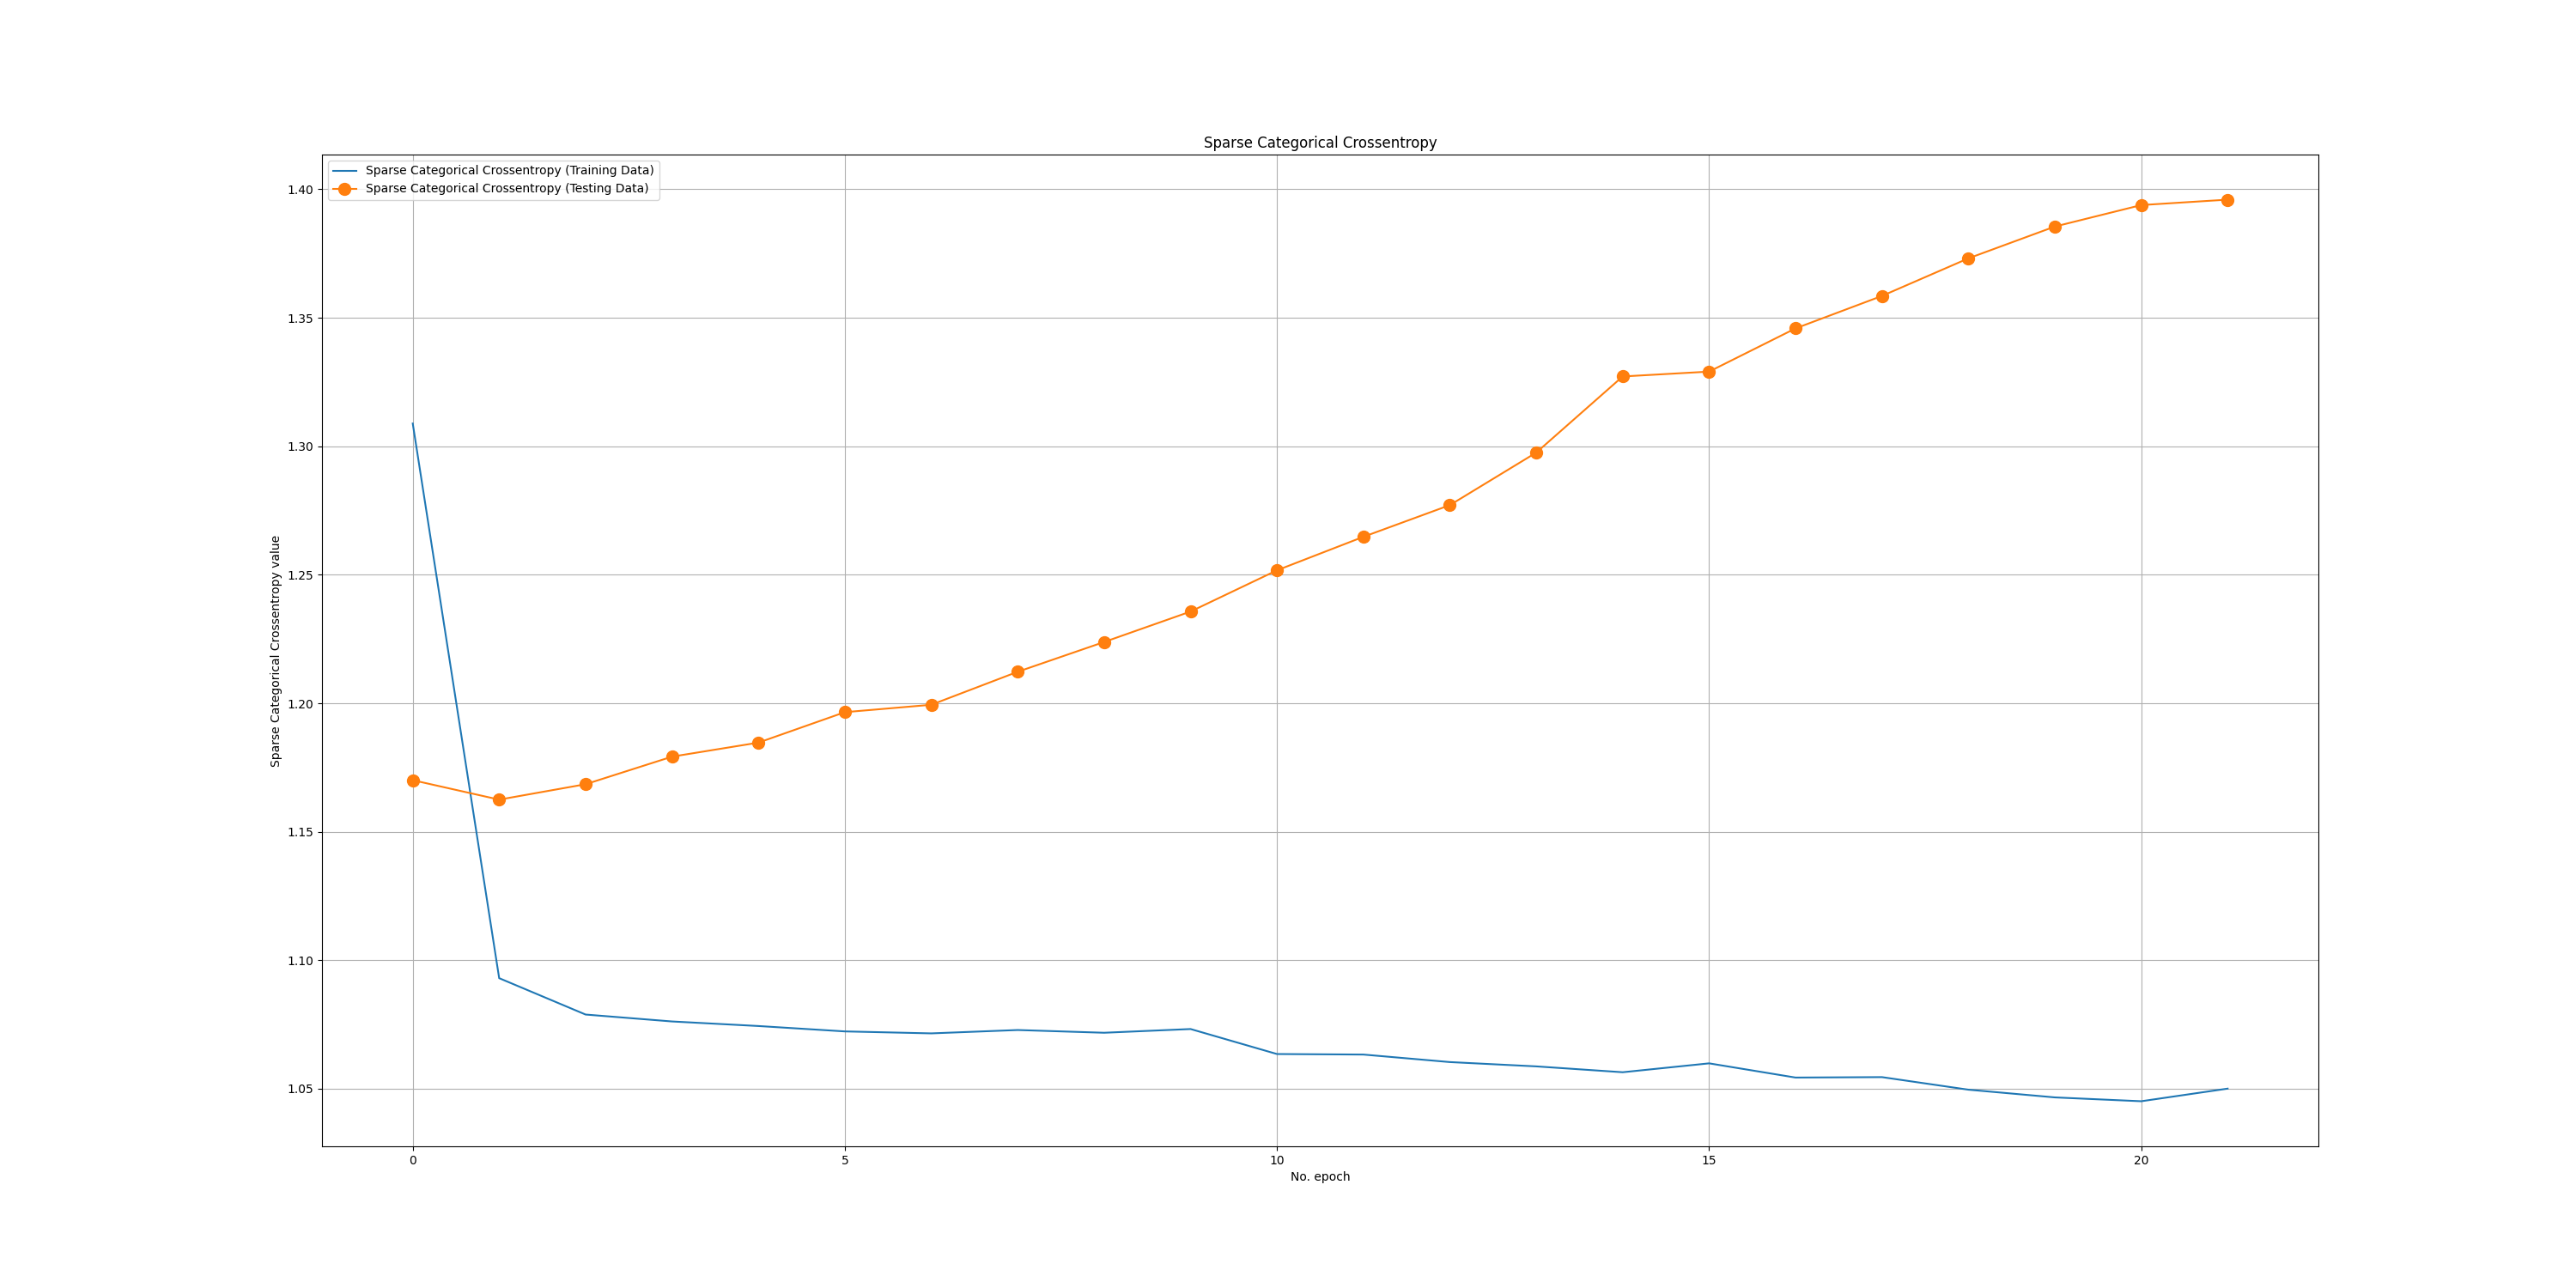 Sparse Categorical Crossentropy
Sparse Categorical Crossentropy (Training Data)
Sparse Categorical Crossentropy (Testing Data)
Sparse Categorical Crossentropy value
1.40
1.35
1.30
1.25
1.20
1.15
1.10
1.05
0 5 10 15 20
No. epoch